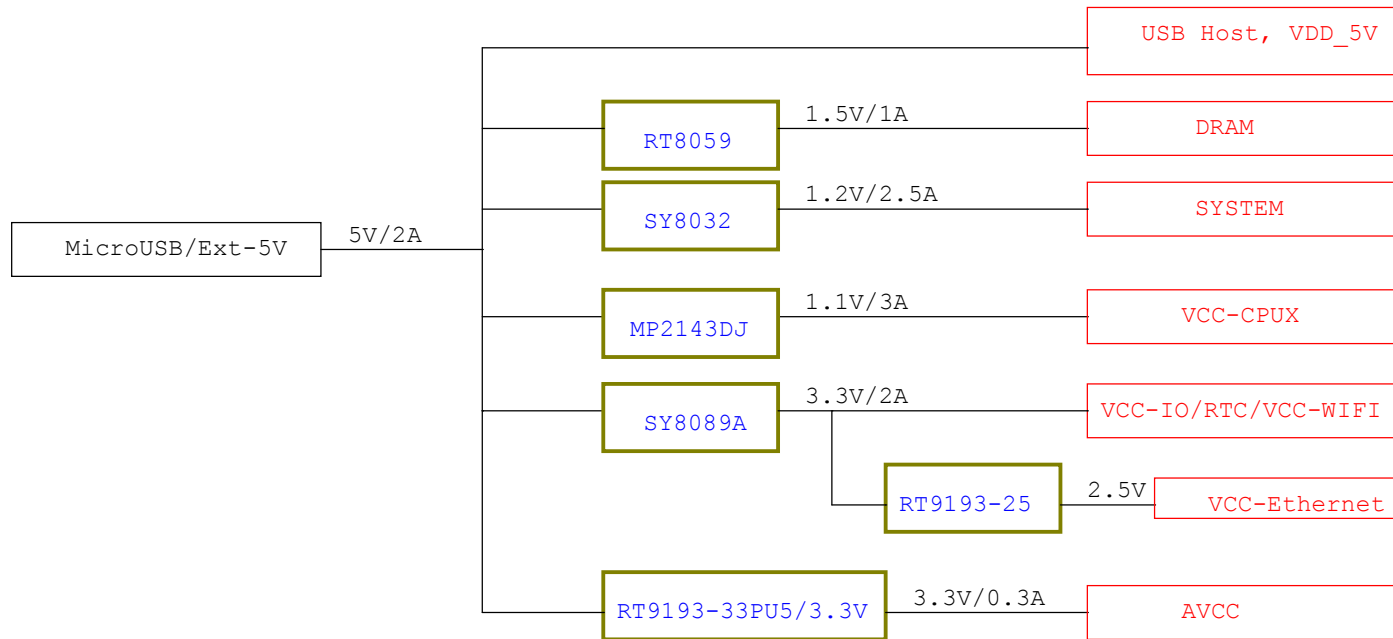 USB Host, VDD_5V
1.5V/1A
RT8059
DRAM
1.2V/2.5A
SY8032
SYSTEM
MicroUSB/Ext-5V
5V/2A
1.1V/3A
MP2143DJ
VCC-CPUX
3.3V/2A
SY8089A
VCC-IO/RTC/VCC-WIFI
RT9193-25
2.5V
VCC-Ethernet
RT9193-33PU5/3.3V
3.3V/0.3A
AVCC